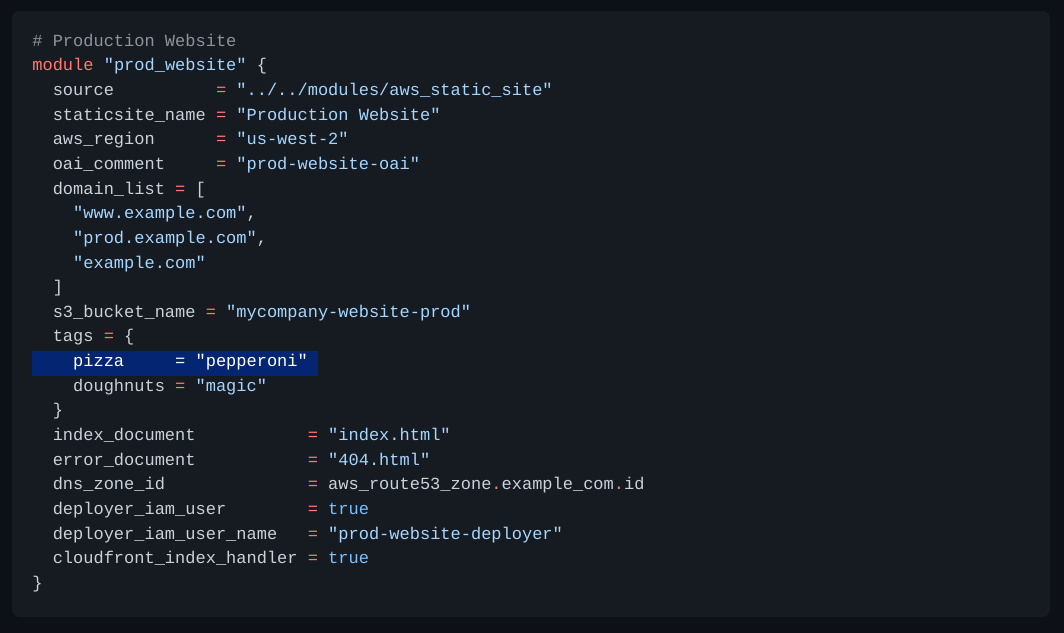 # Production Website
module "prod_website" {
  source          = "../../modules/aws_static_site"
  staticsite_name = "Production Website"
  aws_region      = "us-west-2"
  oai_comment     = "prod-website-oai"
  domain_list = [
    "www.example.com",
    "prod.example.com",
    "example.com"
  ]
  s3_bucket_name = "mycompany-website-prod"
  tags = {
    pizza     = "pepperoni"
    doughnuts = "magic"
  }
  index_document           = "index.html"
  error_document           = "404.html"
  dns_zone_id              = aws_route53_zone.example_com.id
  deployer_iam_user        = true
  deployer_iam_user_name   = "prod-website-deployer"
  cloudfront_index_handler = true
}